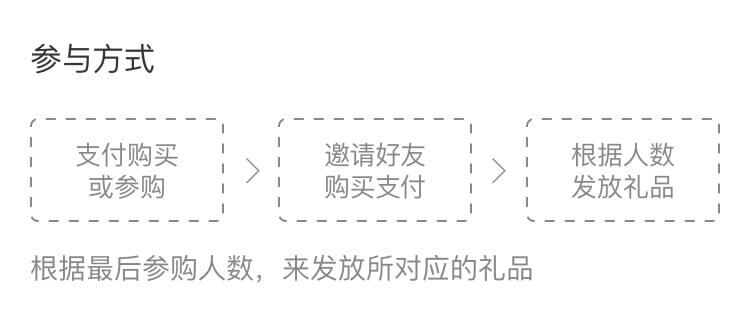 参与方式
支付购买
或参购
邀请好友
购买支付
根据人数
发放礼品
根据最后参购人数，来发放所对应的礼品